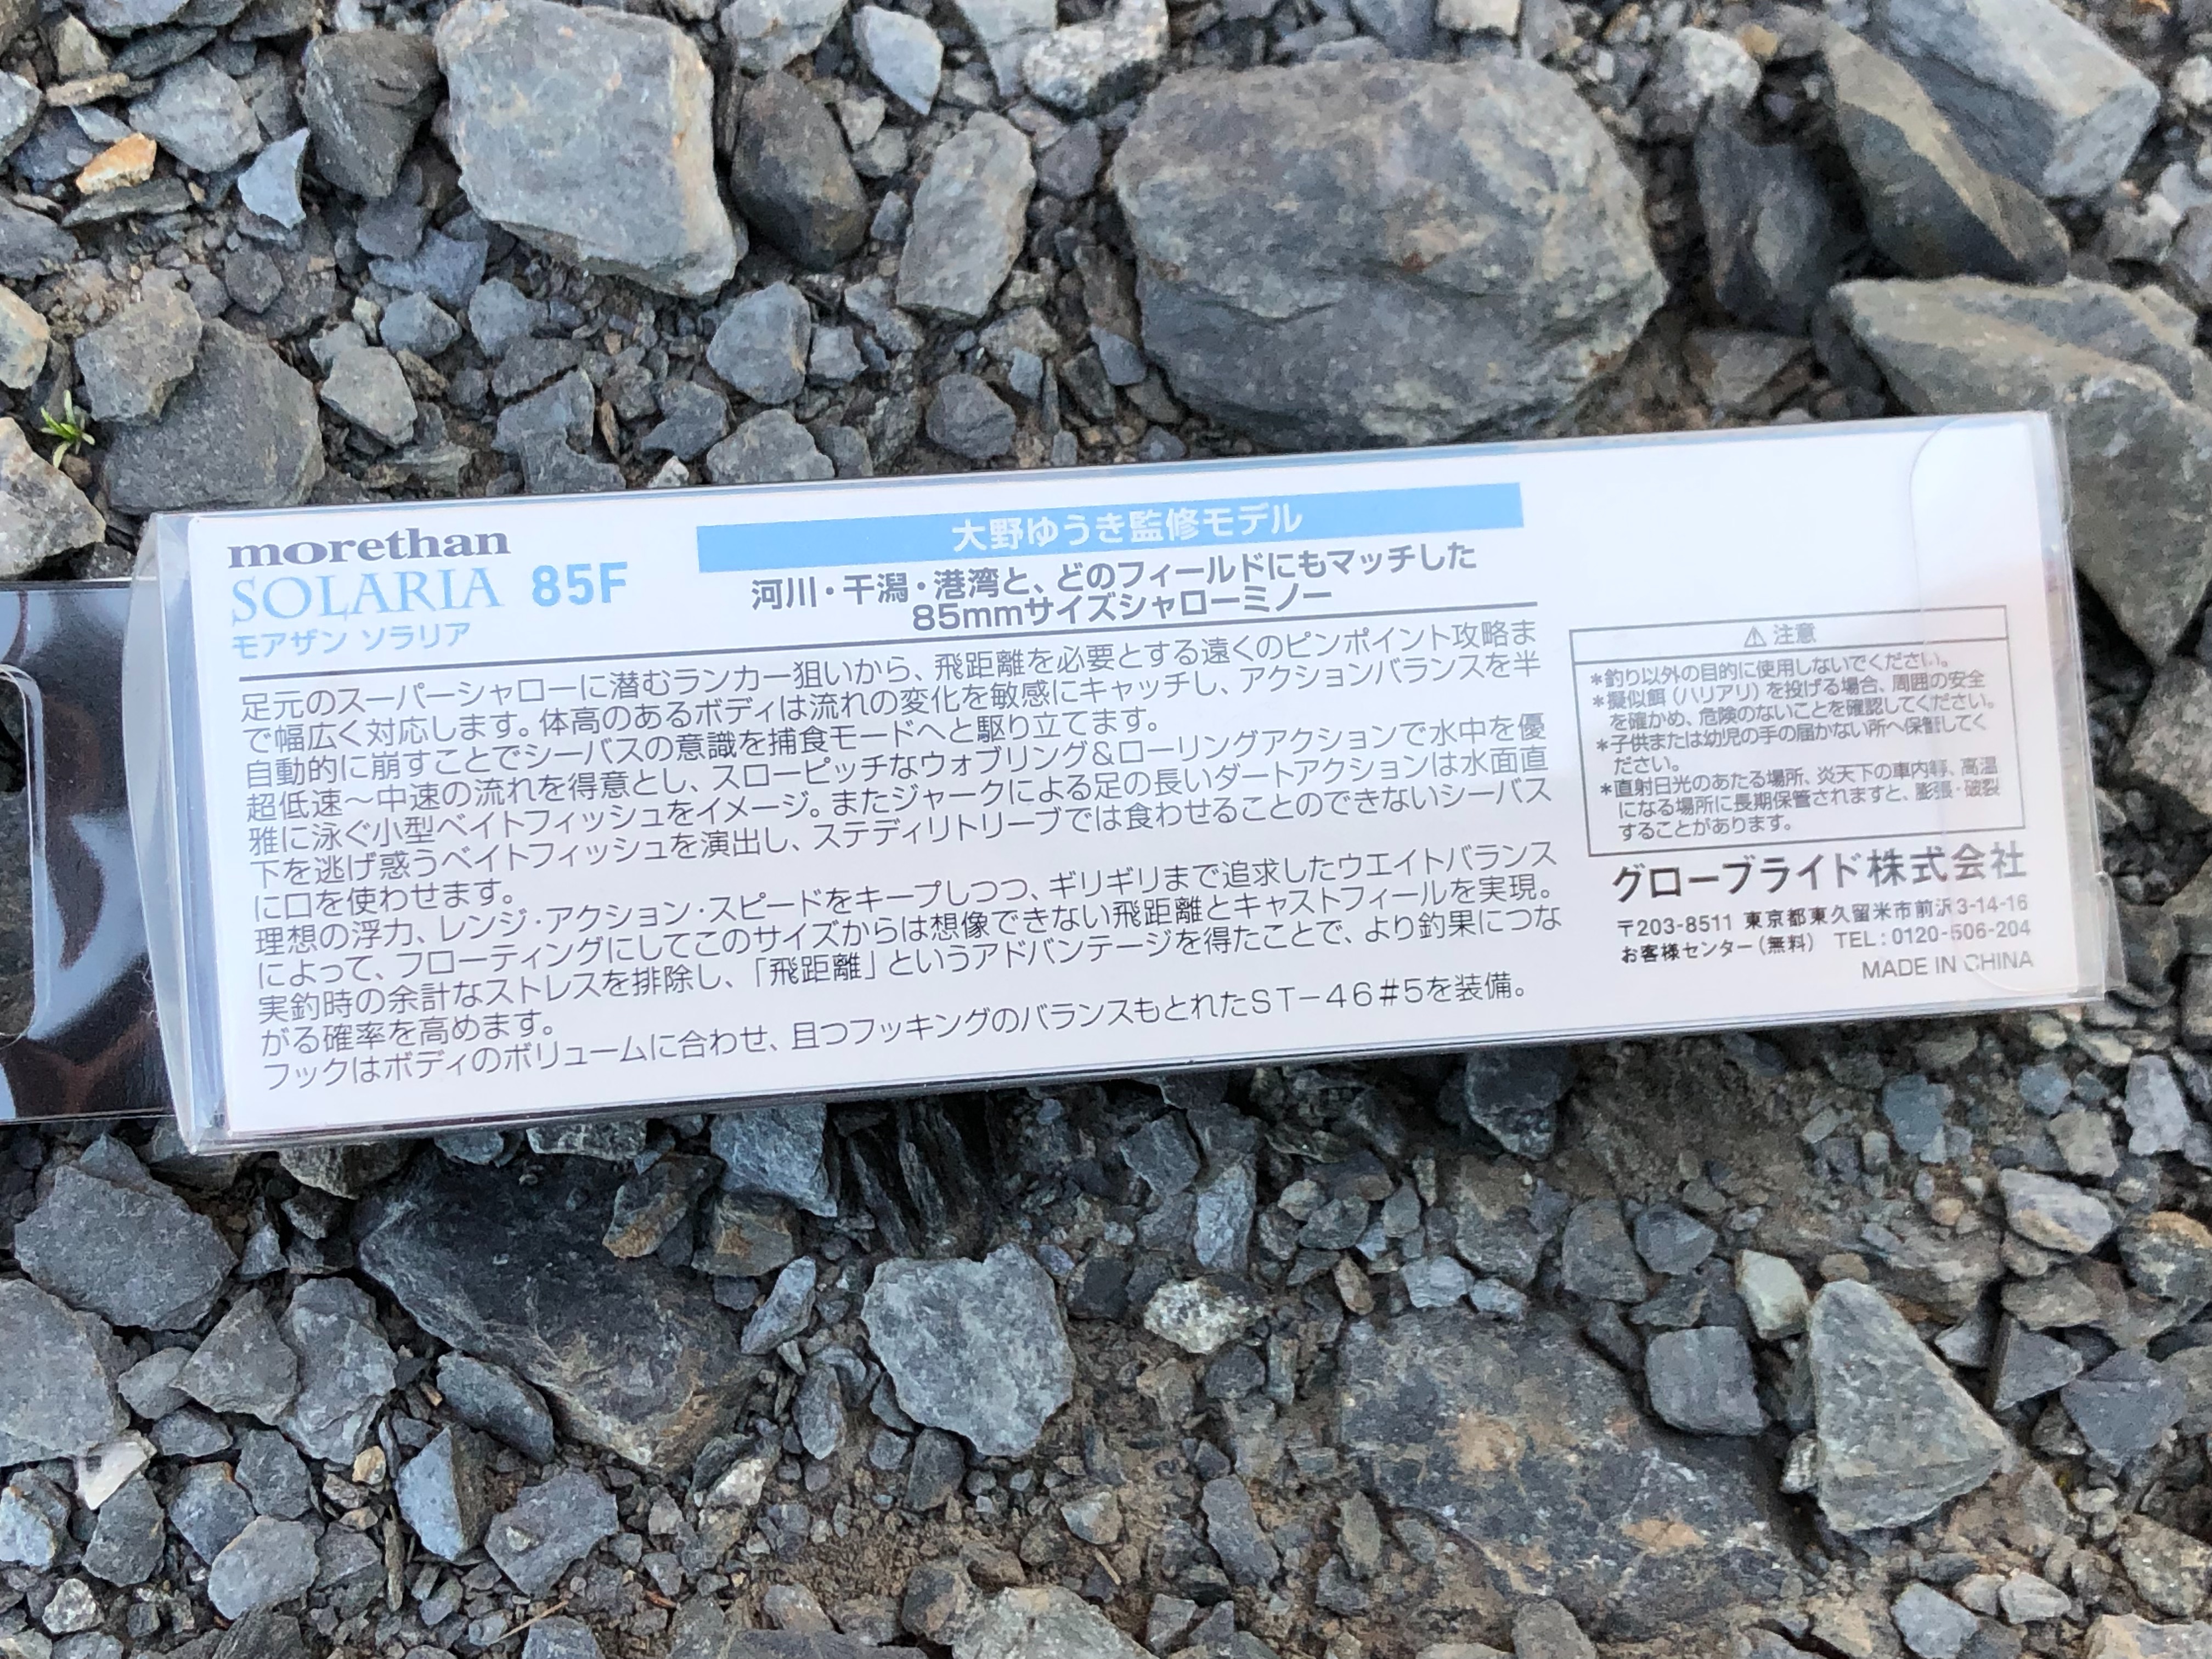 morethan
SOLARIA 85F
モアザン ソラリア
大野ゆうき監修モデル
河川・干潟・港湾と、どのフィールドにもマッチした
85mmサイズシャローミノー
足元のスーパーシャローに潜むランカー狙いから、飛距離を必要とする遠くのピンポイント攻略ま
で幅広く対応します。体高のあるボディは流れの変化を敏感にキャッチし、アクションバランスを半
自動的に崩すことでシーバスの意識を捕食モードへと駆り立てます。
超低速〜中速の流れを得意とし、スローピッチなウォブリング&ローリングアクションで水中を優
雅に泳ぐ小型ベイトフィッシュをイメージ。またジャークによる足の長いダートアクションは水面直
下を逃げ惑うベイトフィッシュを演出し、ステディリトリーブでは食わせることのできないシーバス
に口を使わせます。
理想の浮力、レンジ・アクション・スピードをキープしつつ、ギリギリまで追求したウエイトバランス
によって、フローティングにしてこのサイズからは想像できない飛距離とキャストフィールを実現。
実釣時の余計なストレスを排除し、「飛距離」というアドバンテージを得たことで、より釣果につな
がる確率を高めます。
フックはボディのボリュームに合わせ、且つフッキングのバランスもとれたST-46#5を装備。
⚠ 注意
*釣り以外の目的に使用しないでください。
*擬似餌(ハリアリ)を投げる場合、周囲の安全
を確かめ、危険のないことを確認してください。
*子供または幼児の手の届かない所へ保管してく
ださい。
*直射日光のあたる場所、炎天下の車内等、高温
になる場所に長期保管されますと、膨張・破裂
することがあります。
グローブライド株式会社
〒203-8511 東京都東久留米市前沢3-14-16
お客様センター(無料) TEL:0120-506-204
MADE IN CHINA